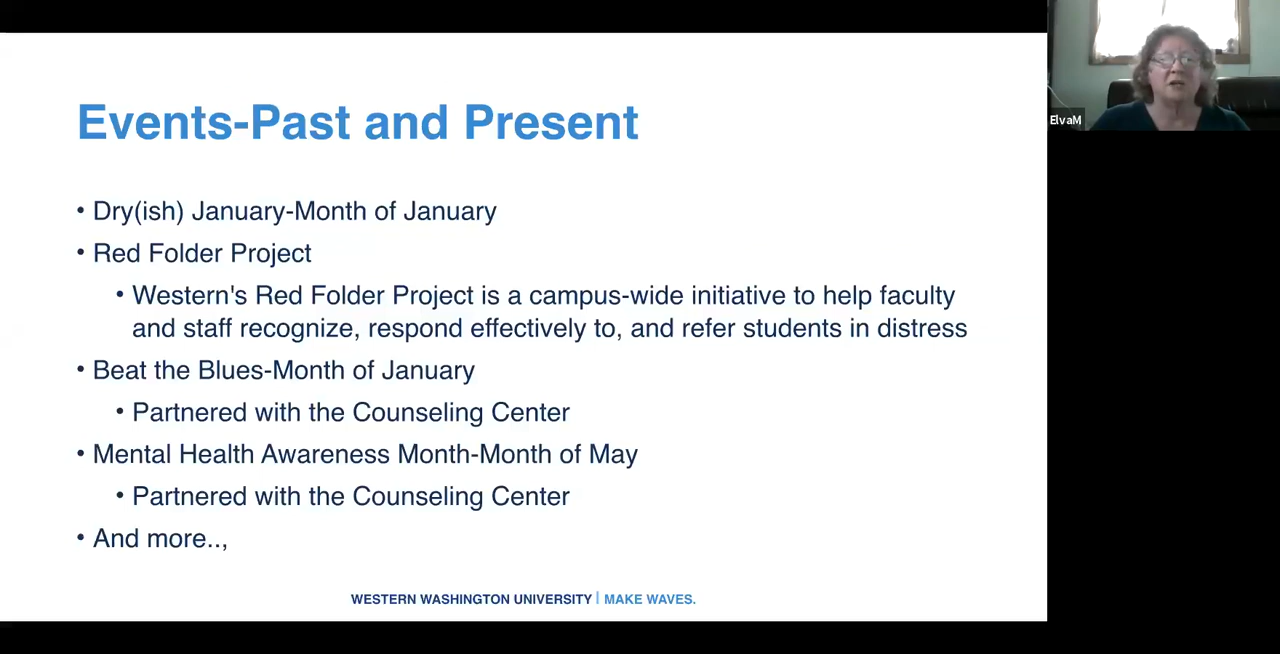 Events-Past and Present
• Dry(ish) January-Month of January
• Red Folder Project
• Western's Red Folder Project is a campus-wide initiative to help faculty
and staff recognize, respond effectively to, and refer students in distress
• Beat the Blues-Month of January
• Partnered with the Counseling Center
• Mental Health Awareness Month-Month of May
• Partnered with the Counseling Center
• And more..,
WESTERN WASHINGTON UNIVERSITY | MAKE WAVES.
ElvaM